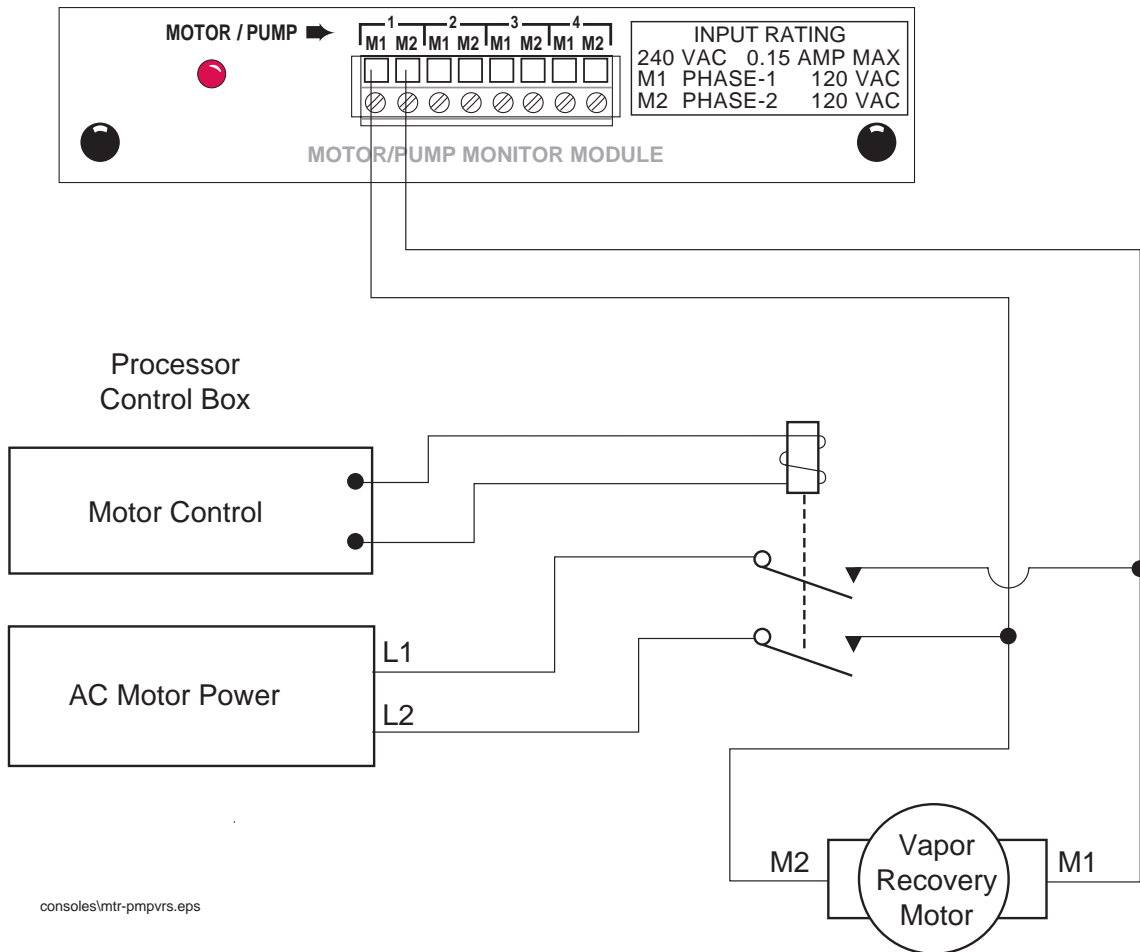 MOTOR / PUMP
1 2 3 4
M1 M2 M1 M2 M1 M2 M1 M2
INPUT RATING
240 VAC 0.15 AMP MAX
M1 PHASE-1 120 VAC
M2 PHASE-2 120 VAC
MOTOR/PUMP MONITOR MODULE
Processor
Control Box
Motor Control
AC Motor Power
L1
L2
M2
Vapor
Recovery
Motor
M1
consoles\mtr-pmpvrs.eps